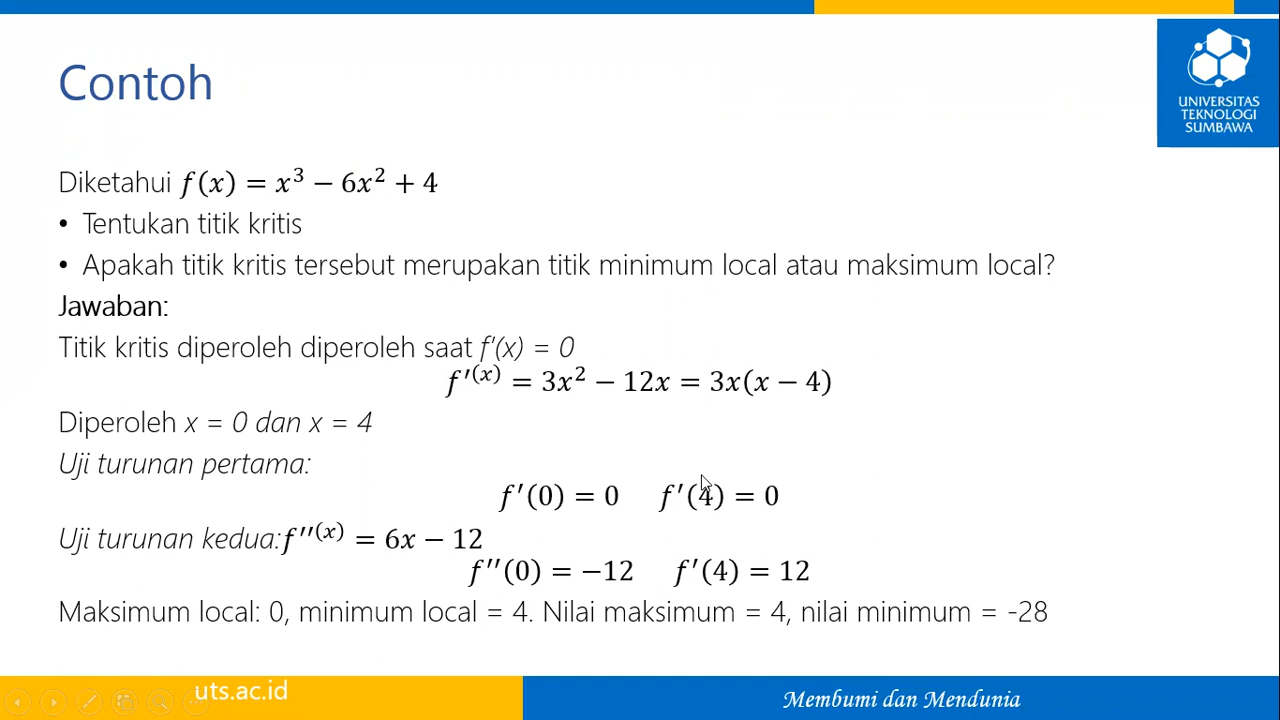 UNIVERSITAS
TEKNOLOGI
SUMBAWA
Contoh
Diketahui f(x) = x³ − 6x² + 4
• Tentukan titik kritis
• Apakah titik kritis tersebut merupakan titik minimum local atau maksimum local?
Jawaban:
Titik kritis diperoleh diperoleh saat f'(x) = 0
f′⁽ˣ⁾ = 3x² − 12x = 3x(x − 4)
Diperoleh x = 0 dan x = 4
Uji turunan pertama:
f′(0) = 0 f′(4) = 0
Uji turunan kedua:f′′⁽ˣ⁾ = 6x − 12
f′′(0) = −12 f′(4) = 12
Maksimum local: 0, minimum local = 4. Nilai maksimum = 4, nilai minimum = -28
uts.ac.id
Membumi dan Mendunia